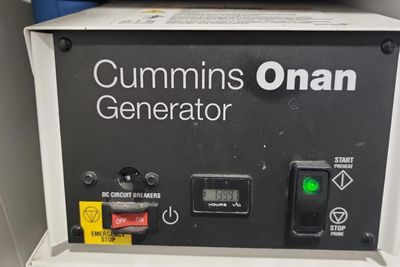 Cummins Onan
Generator
DC CIRCUIT BREAKERS
OFF ON
EMERGENCY
STOP
HOURS
START
PREHEAT
STOP
PRIME